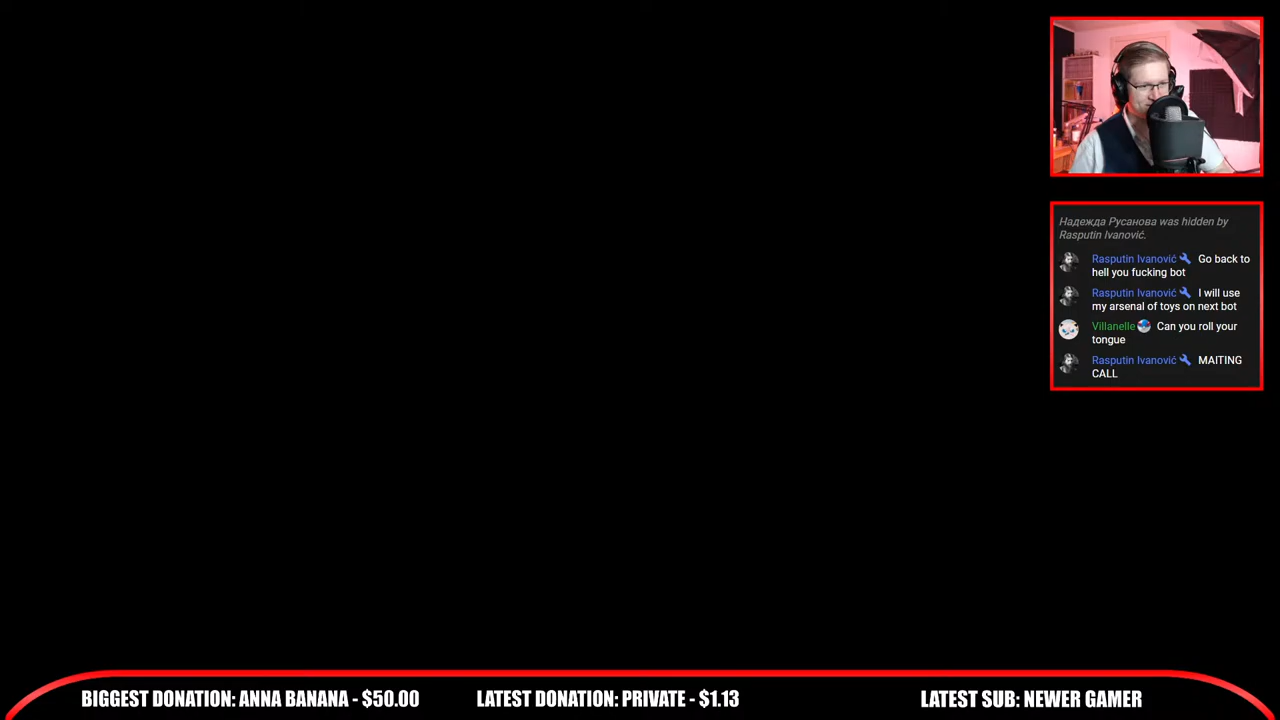 Надежда Русанова was hidden by
Rasputin Ivanović.
Rasputin Ivanović Go back to
hell you fucking bot
Rasputin Ivanović I will use
my arsenal of toys on next bot
Villanelle Can you roll your
tongue
Rasputin Ivanović MAITING
CALL
BIGGEST DONATION: ANNA BANANA - $50.00
LATEST DONATION: PRIVATE - $1.13
LATEST SUB: NEWER GAMER